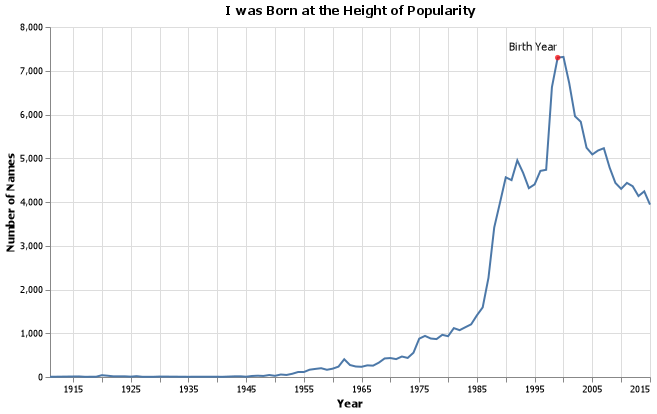 I was Born at the Height of Popularity
Birth Year
Number of Names
8,000
7,000
6,000
5,000
4,000
3,000
2,000
1,000
0
1915 1925 1935 1945 1955 1965 1975 1985 1995 2005 2015
Year